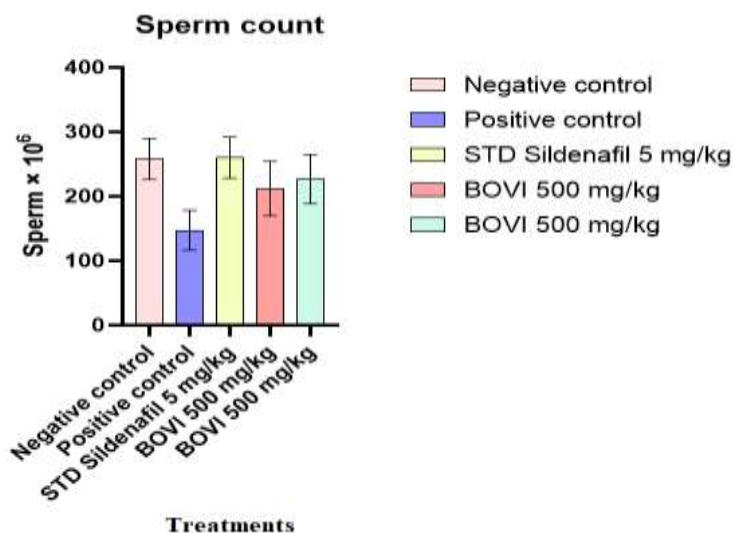 Sperm count
400
300
200
100
0
Sperm × 10⁶
Negative control
Positive control
STD Sildenafil 5 mg/kg
BOVI 500 mg/kg
BOVI 500 mg/kg
Treatments
Negative control
Positive control
STD Sildenafil 5 mg/kg
BOVI 500 mg/kg
BOVI 500 mg/kg